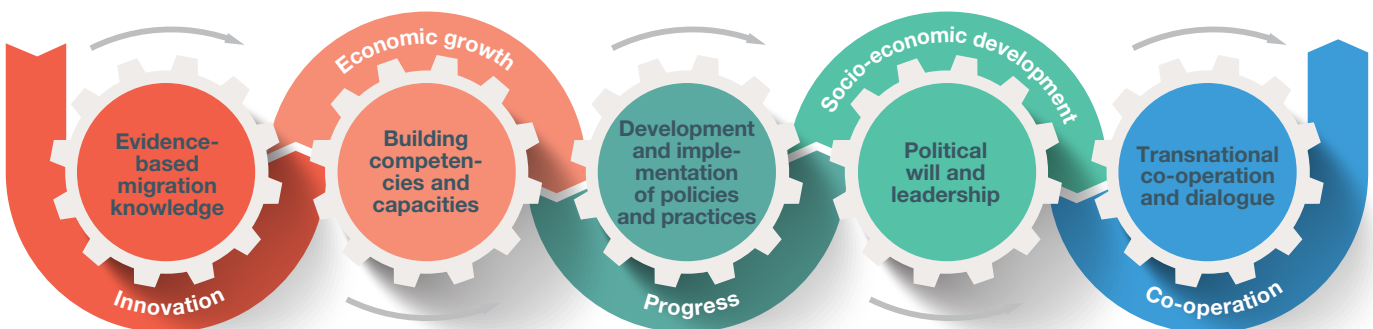 Evidence-
based
migration
knowledge
Innovation
Economic growth
Building
competen-
cies and
capacities
Development
and imple-
mentation
of policies
and practices
Progress
Socio-economic development
Political
will and
leadership
Transnational
co-operation
and dialogue
Co-operation